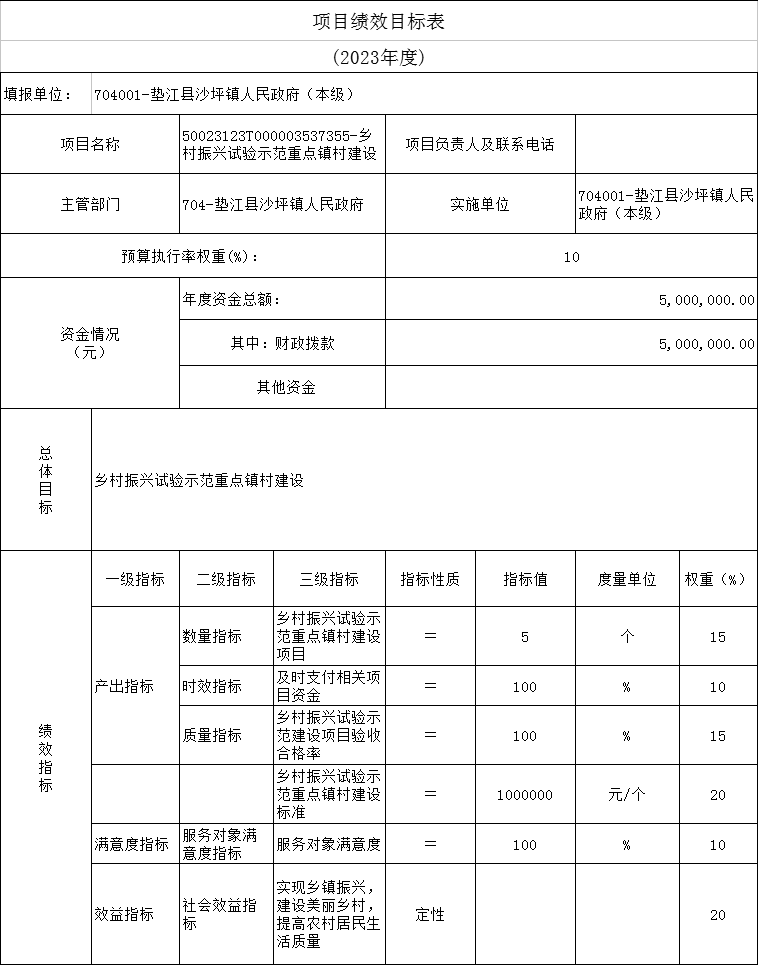 项目绩效目标表
(2023年度)
填报单位： 704001-垫江县沙坪镇人民政府（本级）
项目名称
50023123T000003537355-乡
村振兴试验示范重点镇村建设
项目负责人及联系电话
主管部门
704-垫江县沙坪镇人民政府
实施单位
704001-垫江县沙坪镇人民
政府（本级）
预算执行率权重(%)： 10
资金情况
（元）
年度资金总额： 5,000,000.00
其中：财政拨款 5,000,000.00
其他资金
总
体
目
标
乡村振兴试验示范重点镇村建设
绩
效
指
标
一级指标 二级指标 三级指标 指标性质 指标值 度量单位 权重（%）
产出指标
数量指标
乡村振兴试验示
范重点镇村建设
项目
＝ 5 个 15
时效指标
及时支付相关项
目资金
＝ 100 % 10
质量指标
乡村振兴试验示
范建设项目验收
合格率
＝ 100 % 15
乡村振兴试验示
范重点镇村建设
标准
＝ 1000000 元/个 20
满意度指标
服务对象满
意度指标
服务对象满意度 ＝ 100 % 10
效益指标
社会效益指
标
实现乡镇振兴，
建设美丽乡村，
提高农村居民生
活质量
定性 20